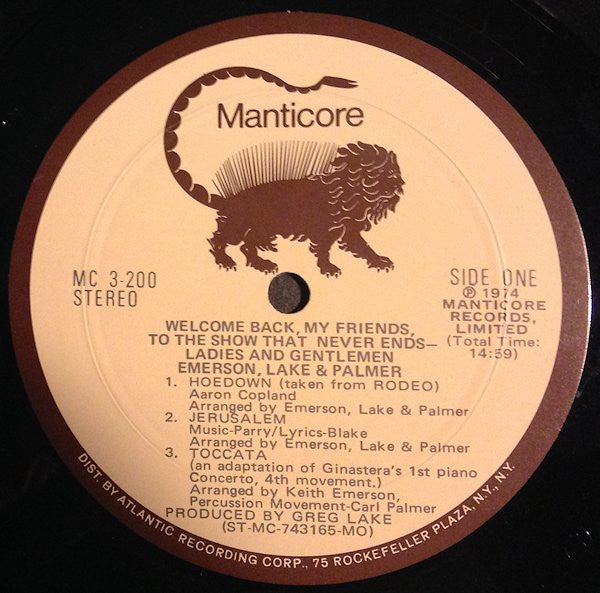 Manticore
MC 3-200
STEREO
SIDE ONE
℗ 1974
MANTICORE
RECORDS,
LIMITED
(Total Time:
14:59)
WELCOME BACK, MY FRIENDS,
TO THE SHOW THAT NEVER ENDS—
LADIES AND GENTLEMEN
EMERSON, LAKE & PALMER
1. HOEDOWN (taken from RODEO)
Aaron Copland
Arranged by Emerson, Lake & Palmer
2. JERUSALEM
Music-Parry/Lyrics-Blake
Arranged by Emerson, Lake & Palmer
3. TOCCATA
(an adaptation of Ginastera's 1st piano
Concerto, 4th movement.)
Arranged by Keith Emerson,
Percussion Movement-Carl Palmer
PRODUCED BY GREG LAKE
(ST-MC-743165-MO)
DIST. BY ATLANTIC RECORDING CORP., 75 ROCKEFELLER PLAZA, N.Y., N.Y.